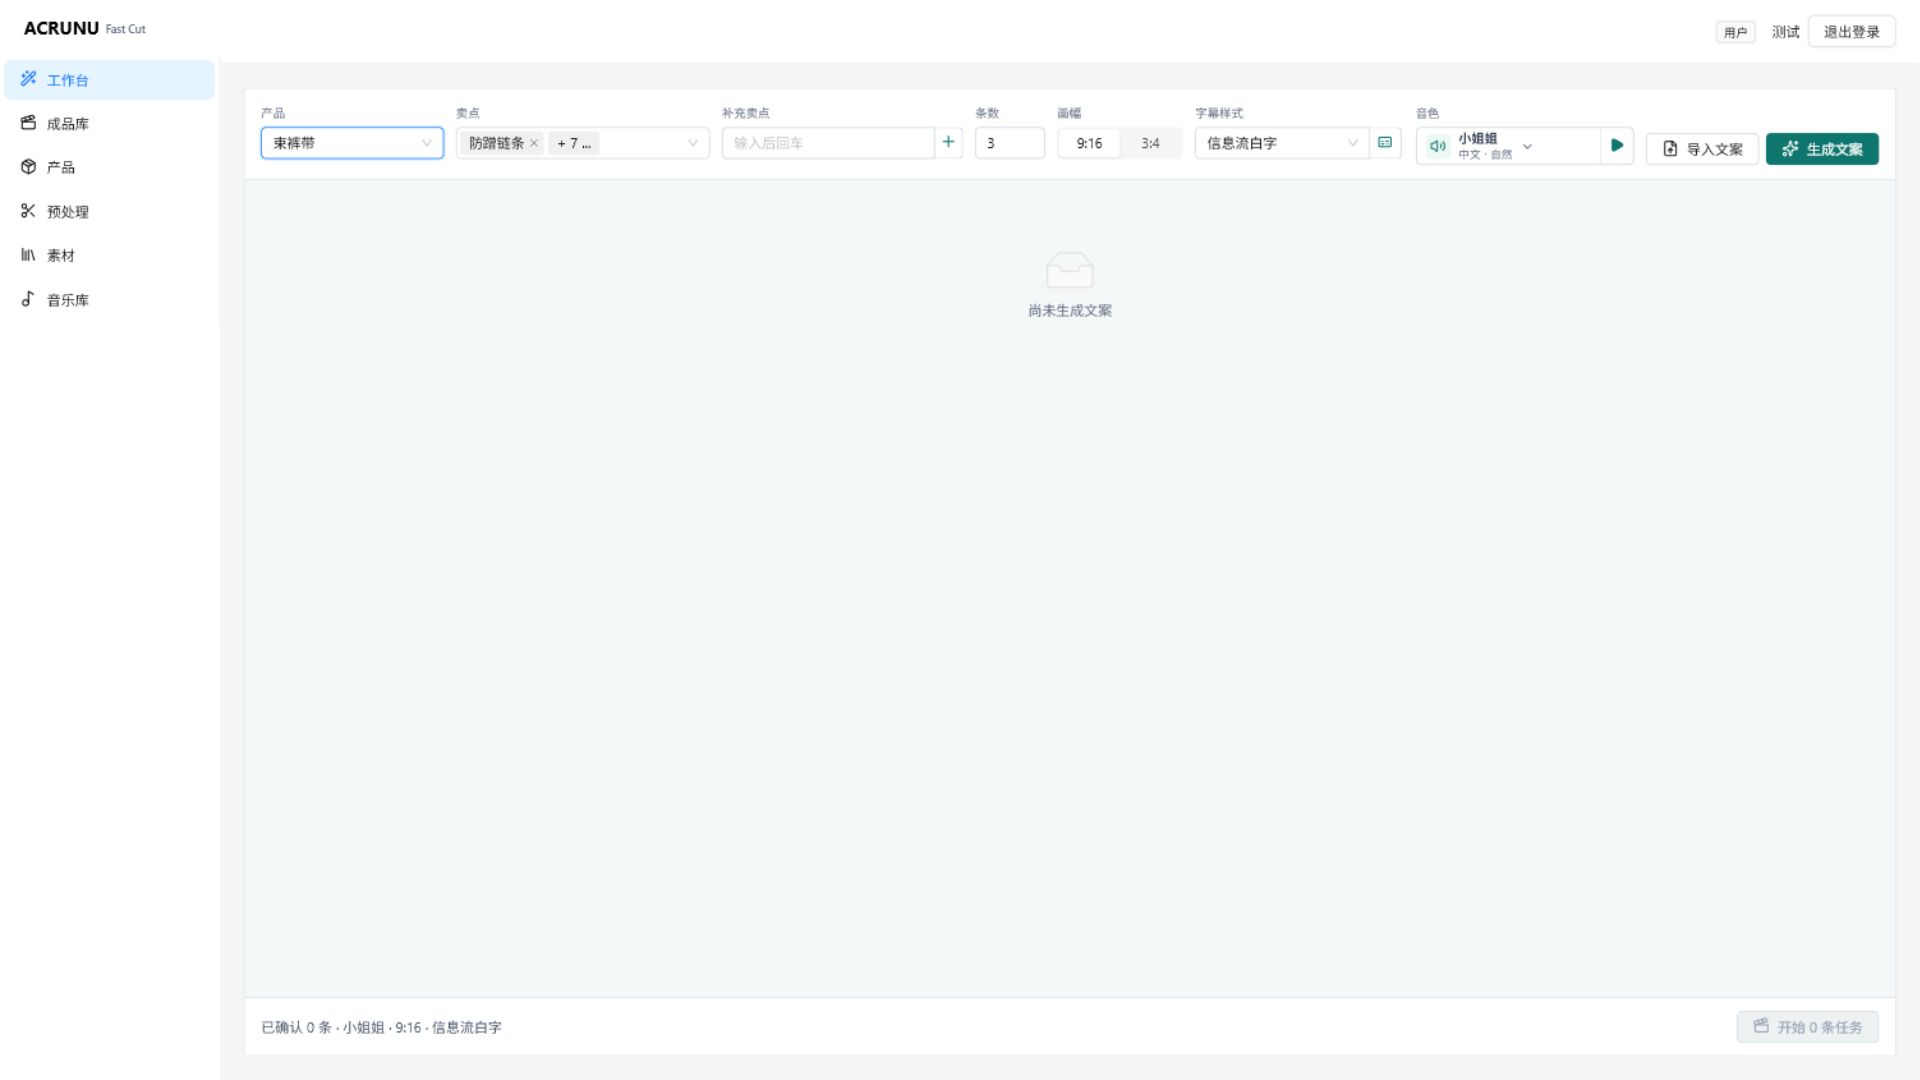 ACRUNU Fast Cut
用户 测试 退出登录
工作台
成品库
产品
预处理
素材
音乐库
产品 卖点 补充卖点 条数 画幅 字幕样式 音色
束裤带 防蹭链条 + 7 ... 输入后回车 3 9:16 3:4 信息流白字 小姐姐
中文 · 自然
导入文案 生成文案
尚未生成文案
已确认 0 条 · 小姐姐 · 9:16 · 信息流白字
开始 0 条任务